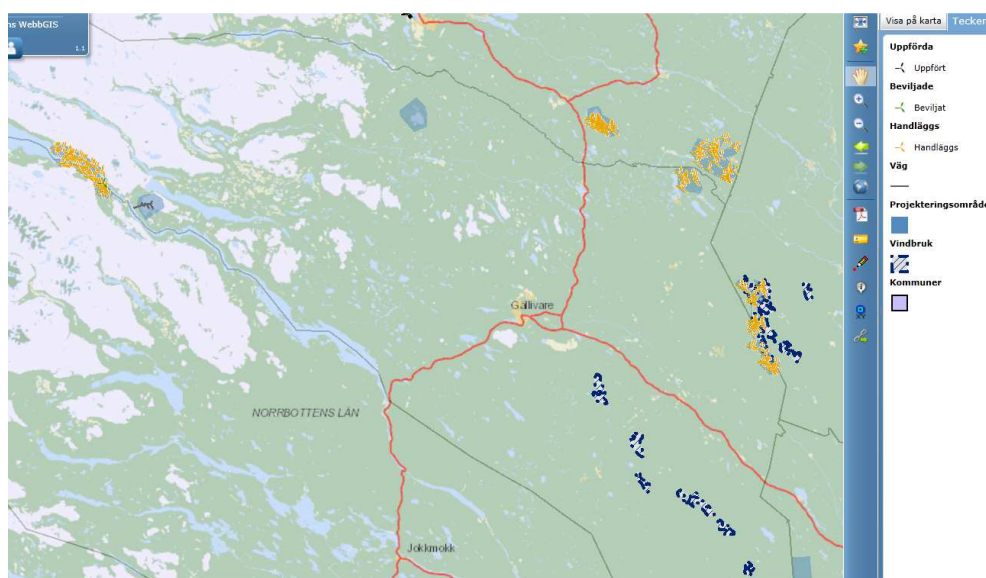 ns WebbGIS
1.1
Gällivare
NORRBOTTENS LÄN
Jokkmokk
Visa på karta
Tecken
Uppförda
Uppfört
Beviljade
Beviljat
Handläggs
Handläggs
Väg
Projekteringsområde
Vindbruk
Kommuner